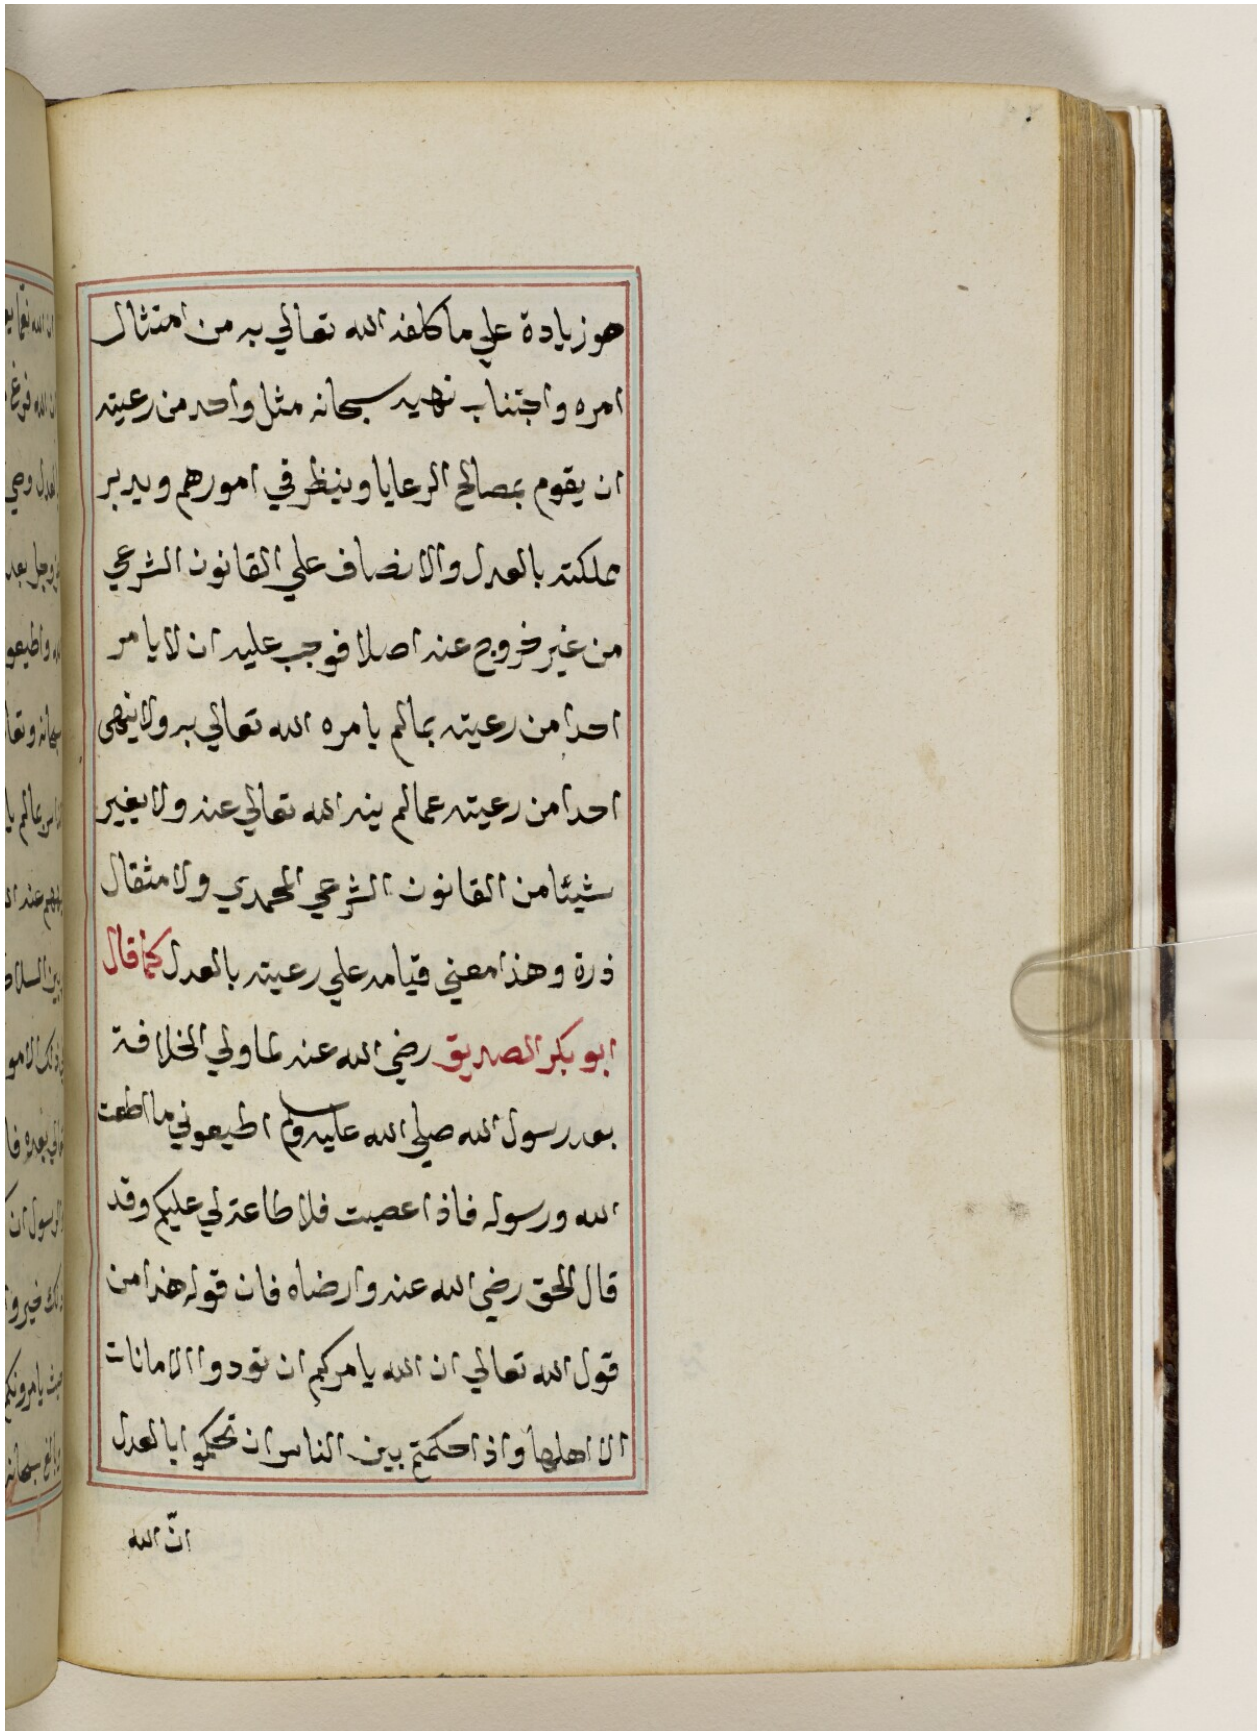 هو زيادة علي ما كلفه الله تعالي به من امتثال
امره واجتناب نهيه سبحانه مثل واحد من رعيته
ان يقوم بمصالح الرعايا وينظر في امورهم ويدبر
مملكته بالعدل والانصاف علي القانون الشرعي
من غير خروج عنه اصلا فوجب عليه ان لا يامر
احدا من رعيته بما لم يامره الله تعالي به ولا ينهى
احدا من رعيته عما لم ينه الله تعالي عنه ولا يغير
شيئا من القانون الشرعي المحمدي ولا مثقال
ذرة وهذا معني قيامه علي رعيته بالعدل كما قال
ابو بكر الصديق رضي الله عنه لما ولي الخلافة
بعد رسول الله صلي الله عليه وسلم اطيعوني ما اطعت
الله ورسوله فاذا عصيت فلا طاعة لي عليكم وقد
قال الحق رضي الله عنه وارضاه فان قوله هذا من
قول الله تعالي ان الله يامركم ان تودوا الامانات
الا اهلها واذا حكمتم بين الناس ان تحكموا بالعدل
انّ الله